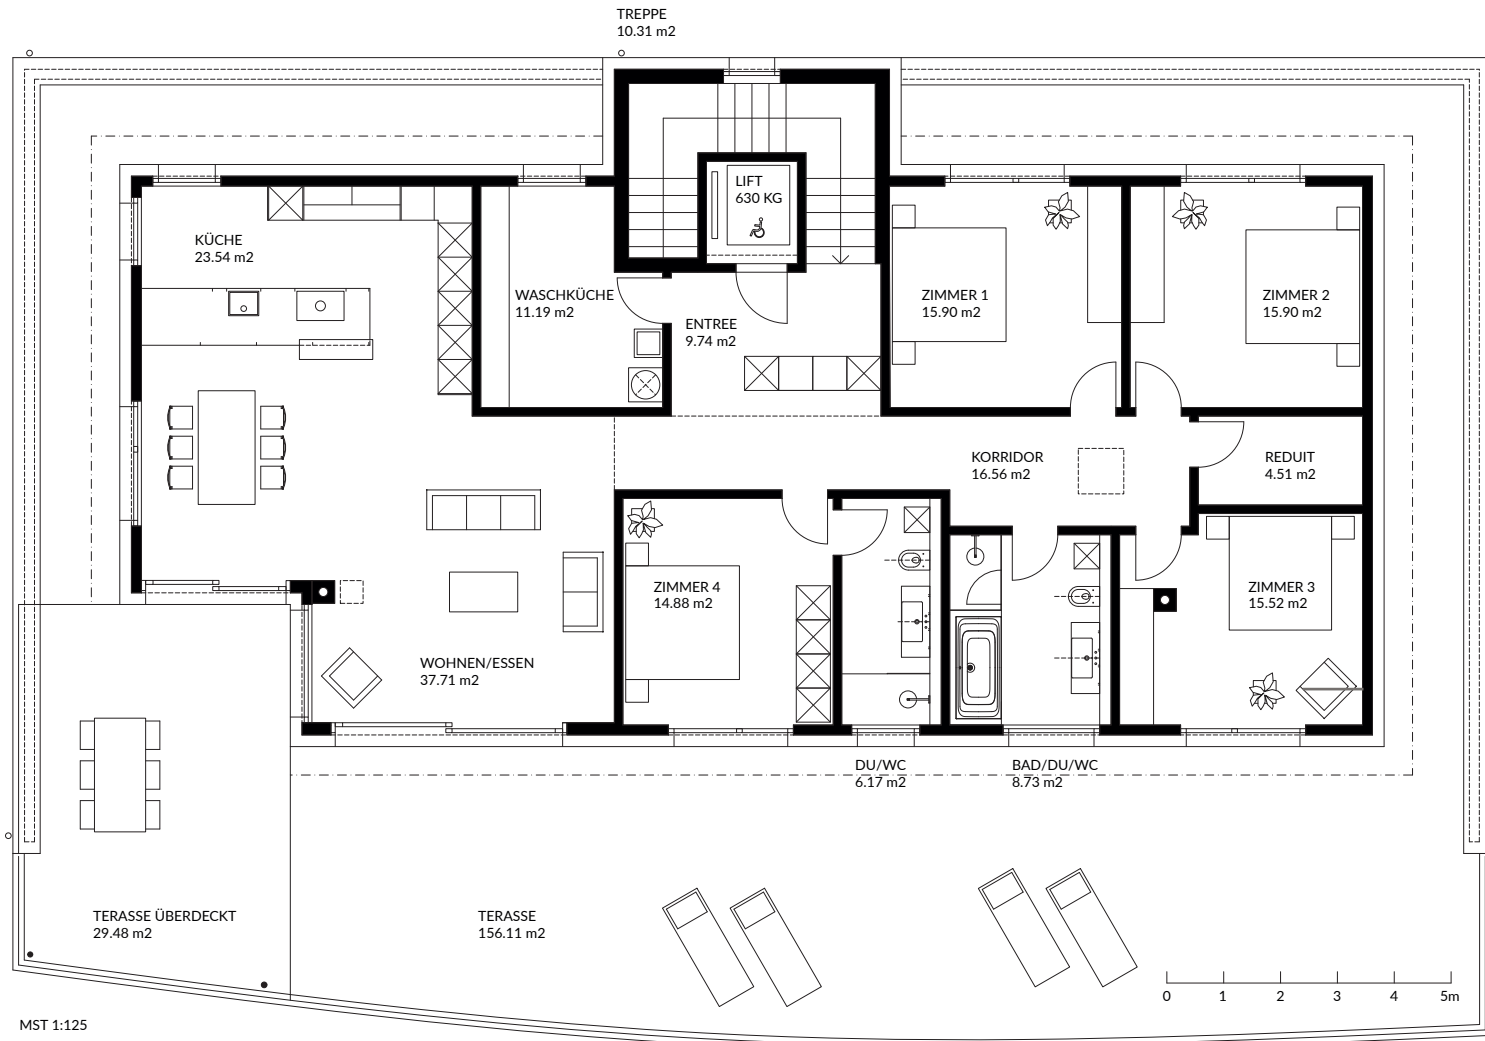 TREPPE
10.31 m2
LIFT
630 KG
KÜCHE
23.54 m2
WASCHKÜCHE
11.19 m2
ENTREE
9.74 m2
ZIMMER 1
15.90 m2
ZIMMER 2
15.90 m2
KORRIDOR
16.56 m2
REDUIT
4.51 m2
ZIMMER 4
14.88 m2
ZIMMER 3
15.52 m2
WOHNEN/ESSEN
37.71 m2
DU/WC
6.17 m2
BAD/DU/WC
8.73 m2
TERASSE ÜBERDECKT
29.48 m2
TERASSE
156.11 m2
0 1 2 3 4 5m
MST 1:125